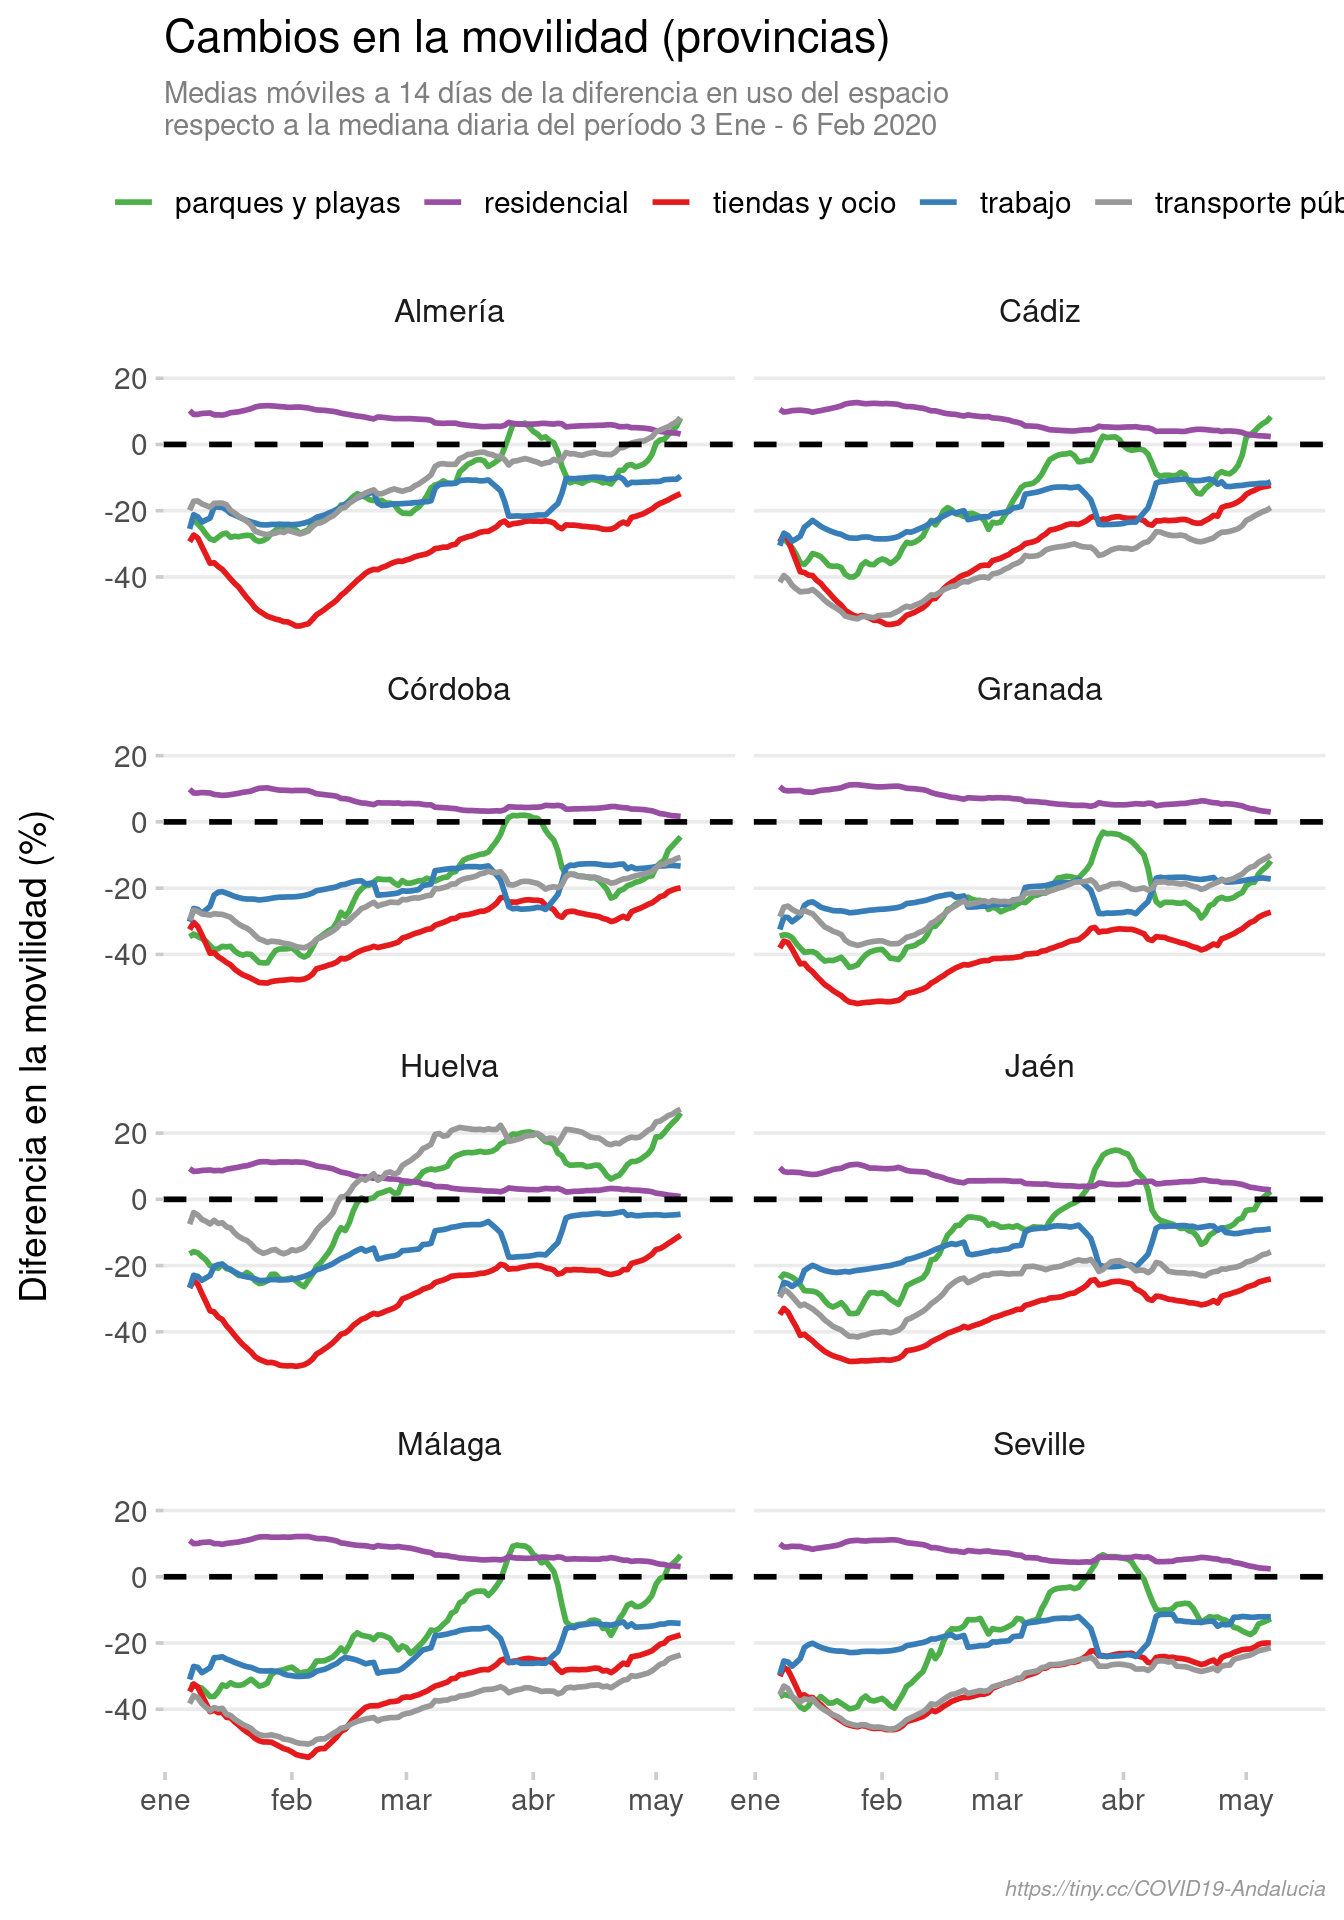 Cambios en la movilidad (provincias)
Medias móviles a 14 días de la diferencia en uso del espacio
respecto a la mediana diaria del período 3 Ene - 6 Feb 2020
parques y playas residencial tiendas y ocio trabajo transporte
Almería Cádiz
20
0
-20
-40
Córdoba Granada
20
0
-20
-40
Diferencia en la movilidad (%)
Huelva Jaén
20
0
-20
-40
Málaga Seville
20
0
-20
-40
ene feb mar abr may ene feb mar abr may
https://tiny.cc/COVID19-Andalucia